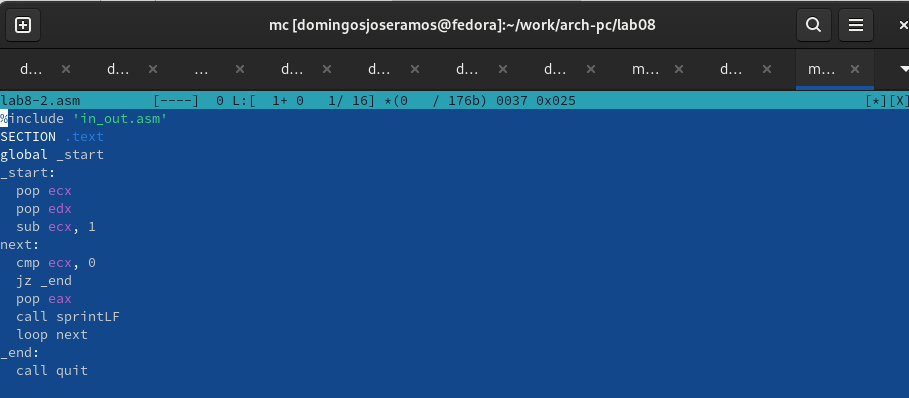 mc [domingosjoseramos@fedora]:~/work/arch-pc/lab08
d... × d... × ... × d... × d... × d... × d... × m... × d... × m... ×
lab8-2.asm [----] 0 L:[ 1+ 0 1/ 16] *(0 / 176b) 0037 0x025 [*][X]
%include 'in_out.asm'
SECTION .text
global _start
_start:
  pop ecx
  pop edx
  sub ecx, 1
next:
  cmp ecx, 0
  jz _end
  pop eax
  call sprintLF
  loop next
_end:
  call quit